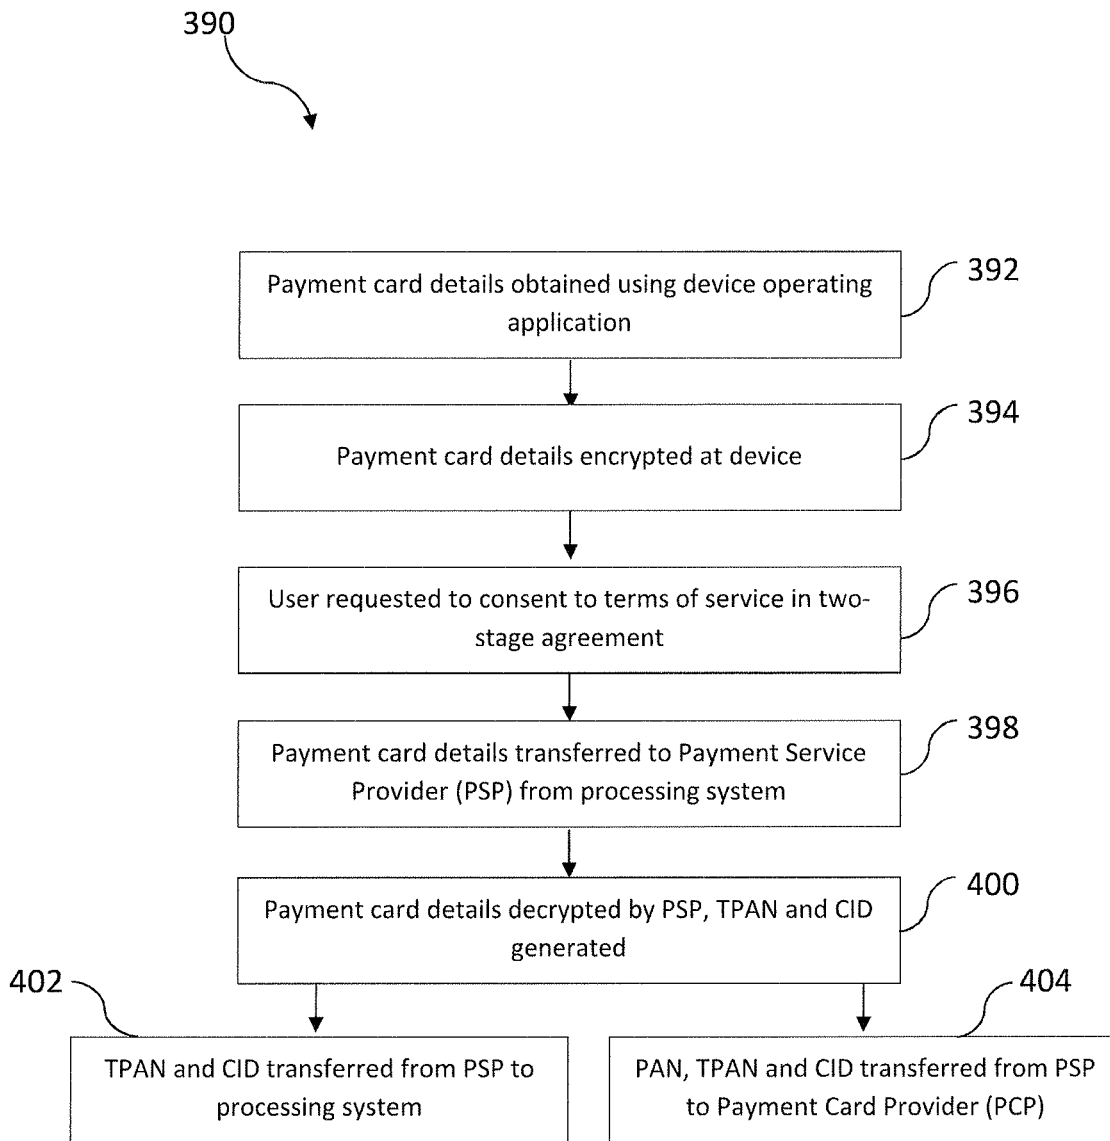 390
392
Payment card details obtained using device operating
application
394
Payment card details encrypted at device
396
User requested to consent to terms of service in two-
stage agreement
398
Payment card details transferred to Payment Service
Provider (PSP) from processing system
400
Payment card details decrypted by PSP, TPAN and CID
generated
402
404
TPAN and CID transferred from PSP to
processing system
PAN, TPAN and CID transferred from PSP
to Payment Card Provider (PCP)